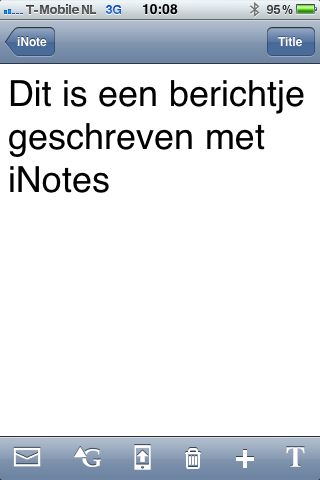 T-Mobile NL 3G 10:08 95%
iNote Title
Dit is een berichtje
geschreven met
iNotes
G T